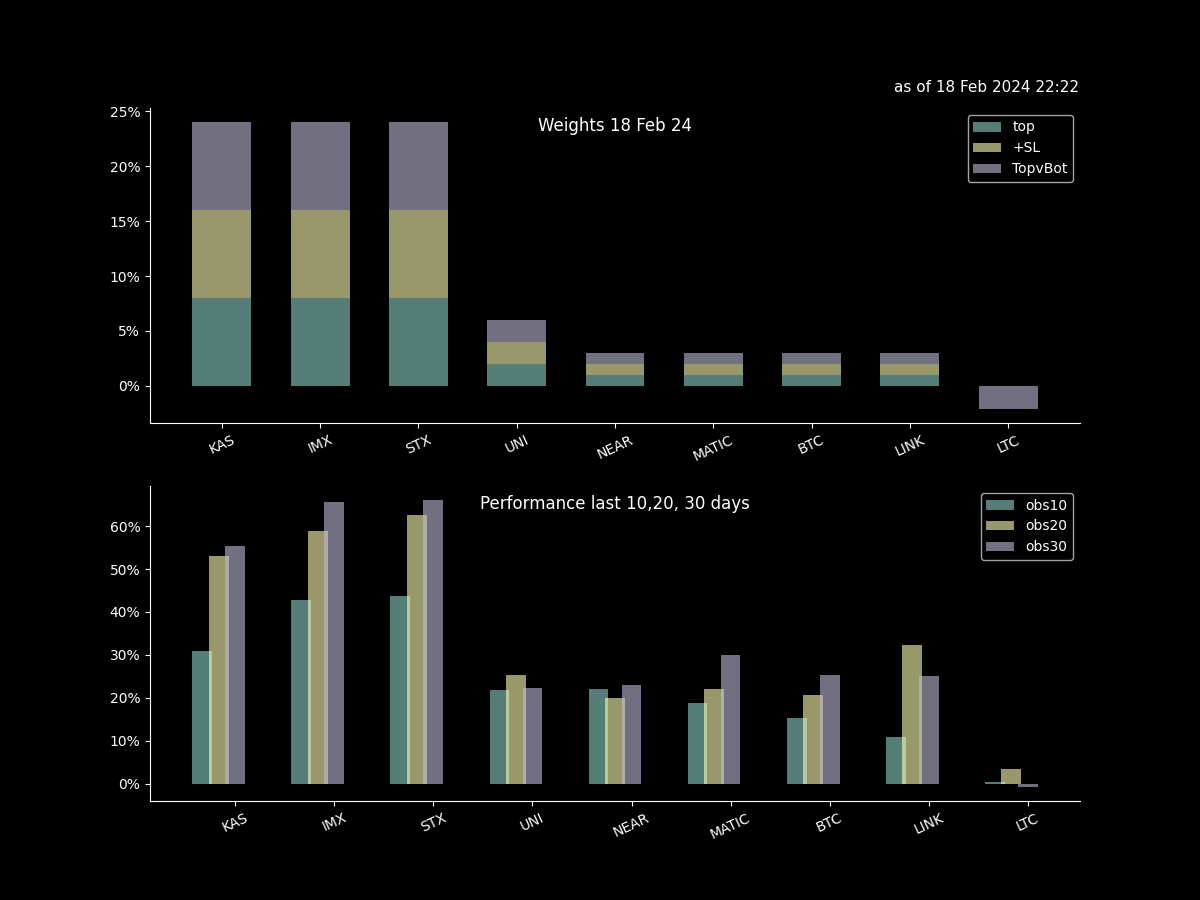 as of 18 Feb 2024 22:22
Weights 18 Feb 24
top
+SL
TopvBot
25%
20%
15%
10%
5%
0%
KAS IMX STX UNI NEAR MATIC BTC LINK LTC
Performance last 10,20, 30 days
obs10
obs20
obs30
60%
50%
40%
30%
20%
10%
0%
KAS IMX STX UNI NEAR MATIC BTC LINK LTC